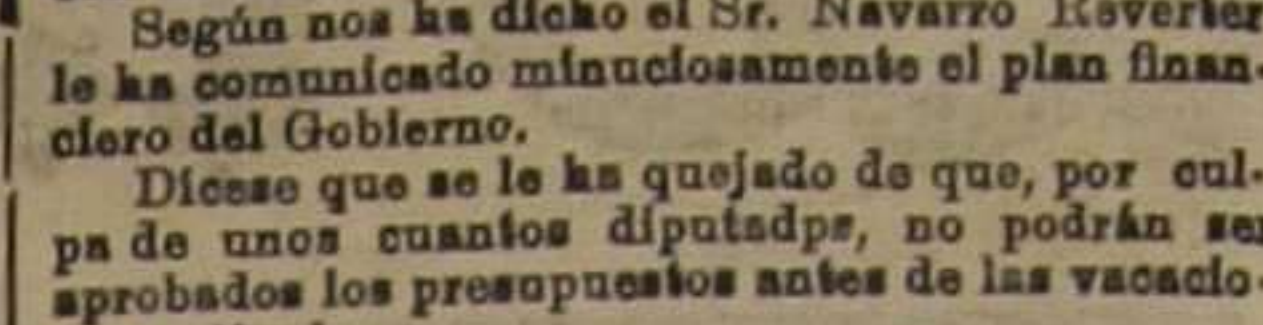 Según nos ha dicho el Sr. Navarro Reverter
le ha comunicado minuciosamente el plan finan-
ciero del Gobierno.
Dícese que se le ha quejado de que, por cul-
pa de unos cuantos diputadps, no podrán ser
aprobados los presupuestos antes de las vacacio-